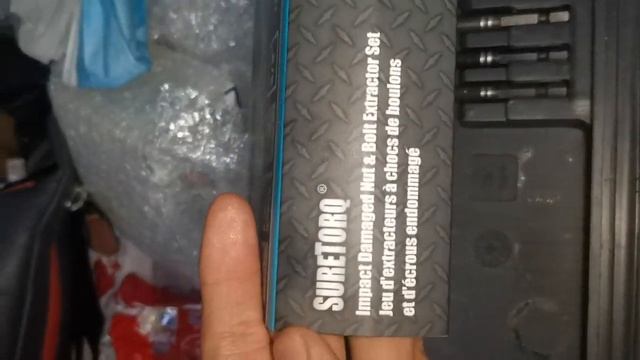 SURETORQ®
Impact Damaged Nut & Bolt Extractor Set
Jeu d'extracteurs à chocs de boulons
et d'écrous endommagé